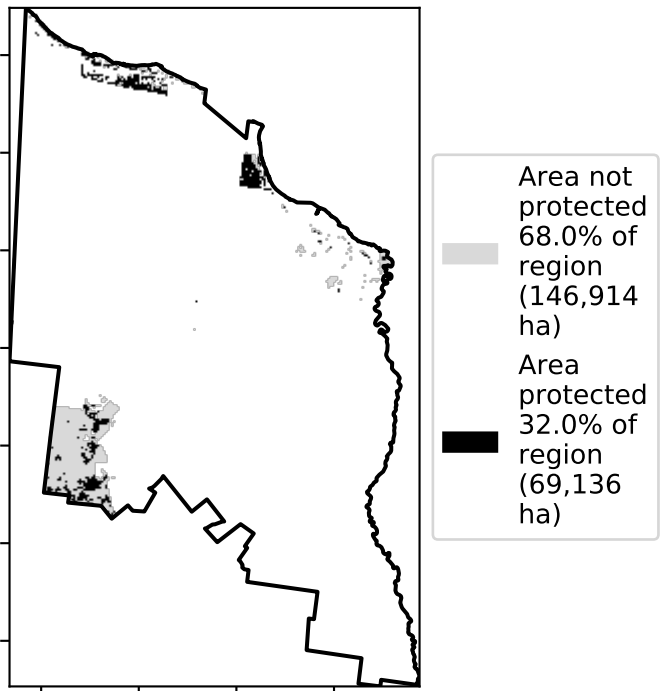 Area not
protected
68.0% of
region
(146,914
ha)
Area
protected
32.0% of
region
(69,136
ha)